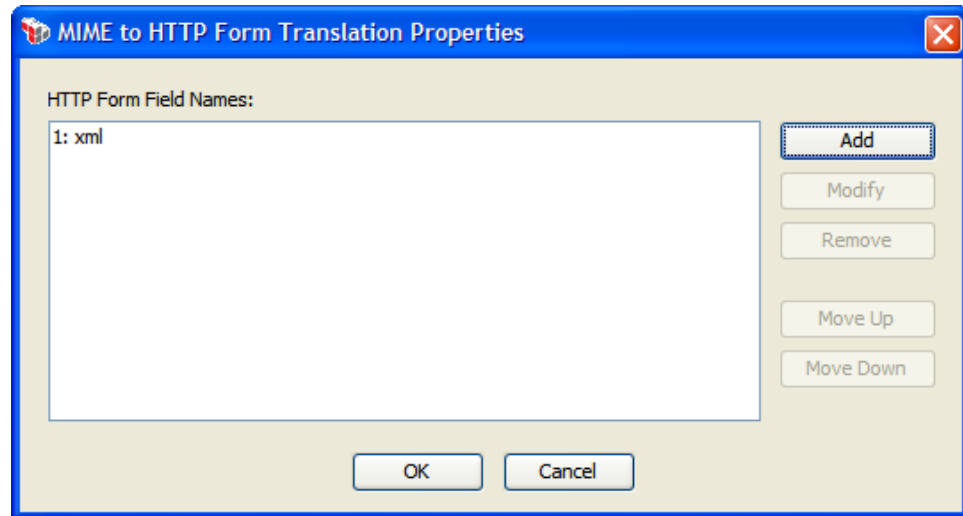 MIME to HTTP Form Translation Properties
HTTP Form Field Names:
1: xml
Add
Modify
Remove
Move Up
Move Down
OK
Cancel